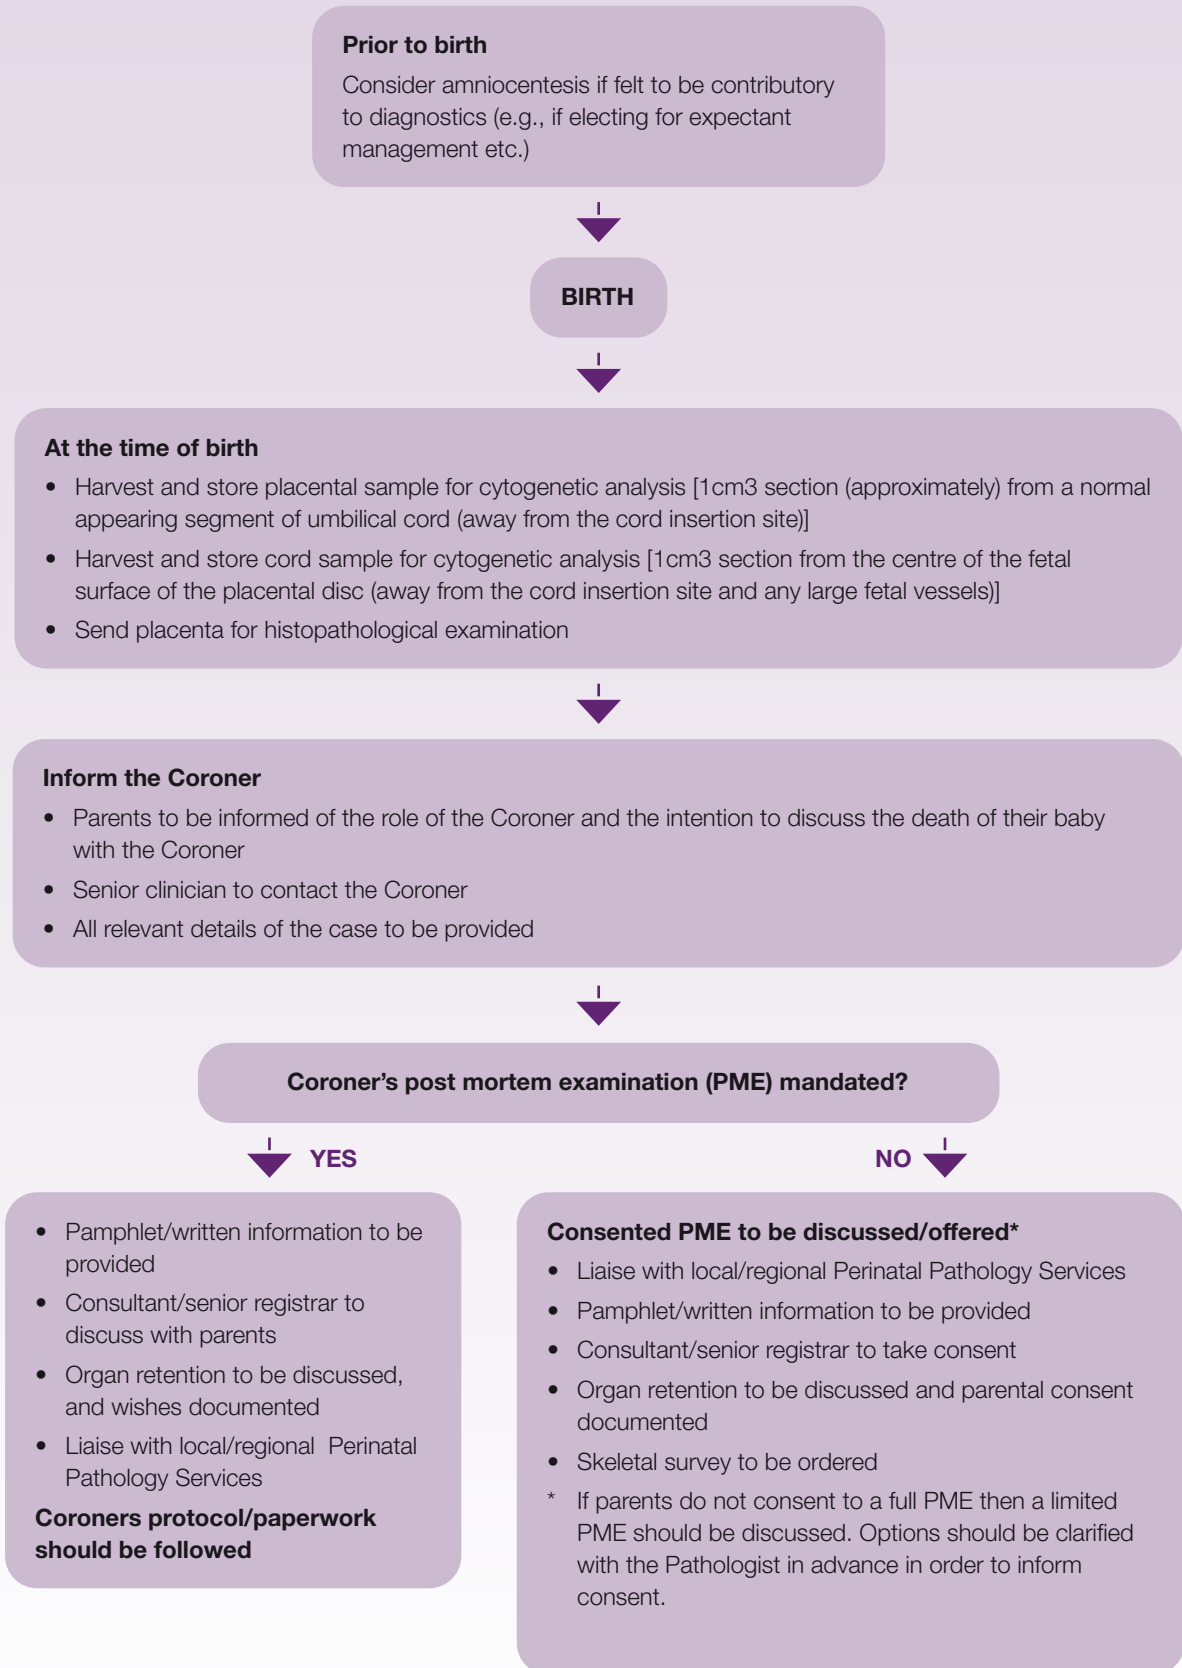 Prior to birth
Consider amniocentesis if felt to be contributory
to diagnostics (e.g., if electing for expectant
management etc.)
BIRTH
At the time of birth
• Harvest and store placental sample for cytogenetic analysis [1cm3 section (approximately) from a normal
appearing segment of umbilical cord (away from the cord insertion site)]
• Harvest and store cord sample for cytogenetic analysis [1cm3 section from the centre of the fetal
surface of the placental disc (away from the cord insertion site and any large fetal vessels)]
• Send placenta for histopathological examination
Inform the Coroner
• Parents to be informed of the role of the Coroner and the intention to discuss the death of their baby
with the Coroner
• Senior clinician to contact the Coroner
• All relevant details of the case to be provided
Coroner's post mortem examination (PME) mandated?
YES
• Pamphlet/written information to be
provided
• Consultant/senior registrar to
discuss with parents
• Organ retention to be discussed,
and wishes documented
• Liaise with local/regional Perinatal
Pathology Services
Coroners protocol/paperwork
should be followed
NO
Consented PME to be discussed/offered*
• Liaise with local/regional Perinatal Pathology Services
• Pamphlet/written information to be provided
• Consultant/senior registrar to take consent
• Organ retention to be discussed and parental consent
documented
• Skeletal survey to be ordered
* If parents do not consent to a full PME then a limited
PME should be discussed. Options should be clarified
with the Pathologist in advance in order to inform
consent.